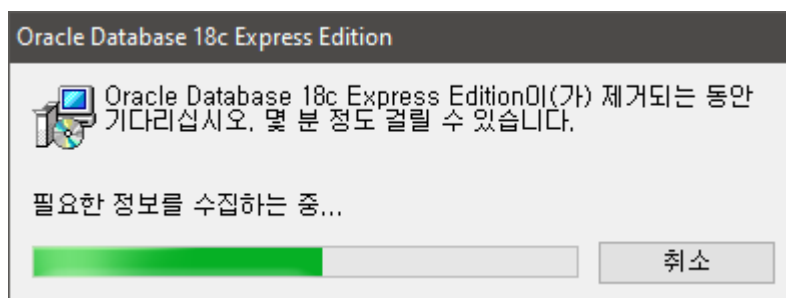 Oracle Database 18c Express Edition
Oracle Database 18c Express Edition이(가) 제거되는 동안
기다리십시오. 몇 분 정도 걸릴 수 있습니다.
필요한 정보를 수집하는 중...
취소